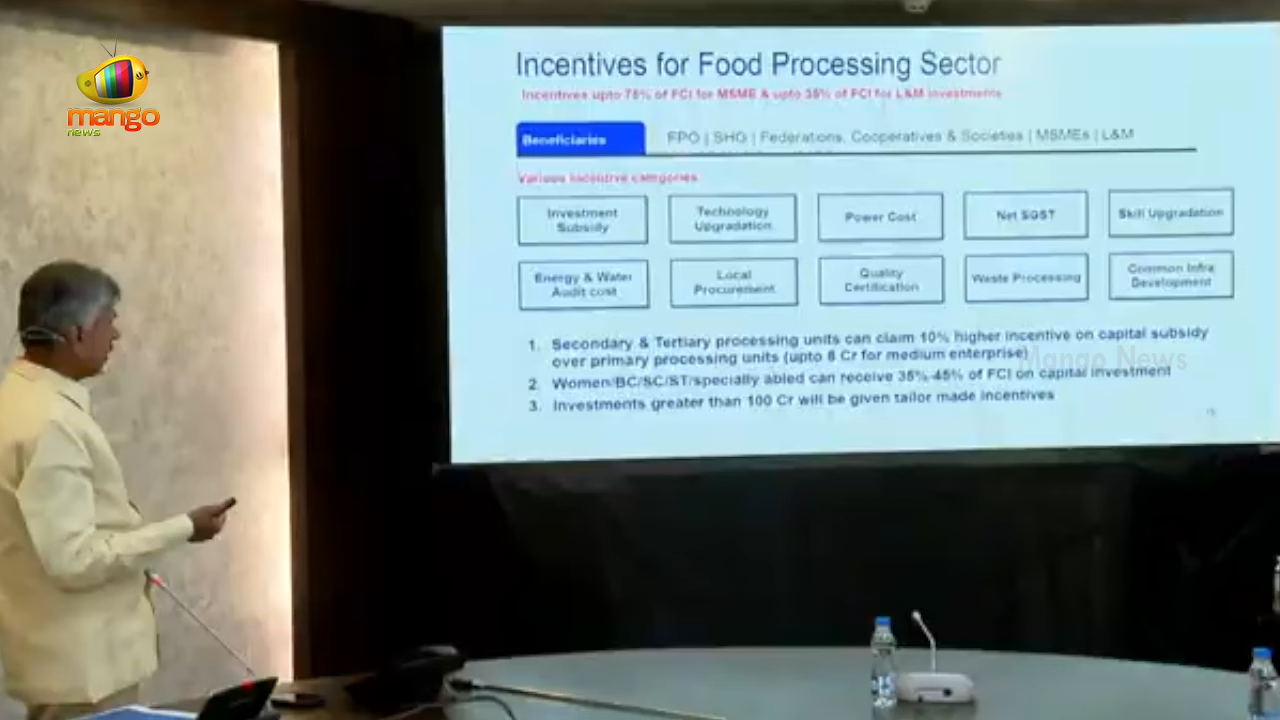 mango
news
Incentives for Food Processing Sector
Incentives upto 75% of FCI for MSME & upto 35% of FCI for L&M investments
Beneficiaries
FPO | SHG | Federations, Cooperatives & Societies | MSMEs | L&M
Various incentive categories
Investment
Subsidy
Technology
Upgradation
Power Cost
Net SGST
Skill Upgradation
Energy & Water
Audit cost
Local
Procurement
Quality
Certification
Waste Processing
Common Infra
Development
1. Secondary & Tertiary processing units can claim 10% higher incentive on capital subsidy
over primary processing units (upto 6 Cr for medium enterprise)
2. Women/BC/SC/ST/specially abled can receive 35%-45% of FCI on capital investment
3. Investments greater than 100 Cr will be given tailor made incentives
Mango News